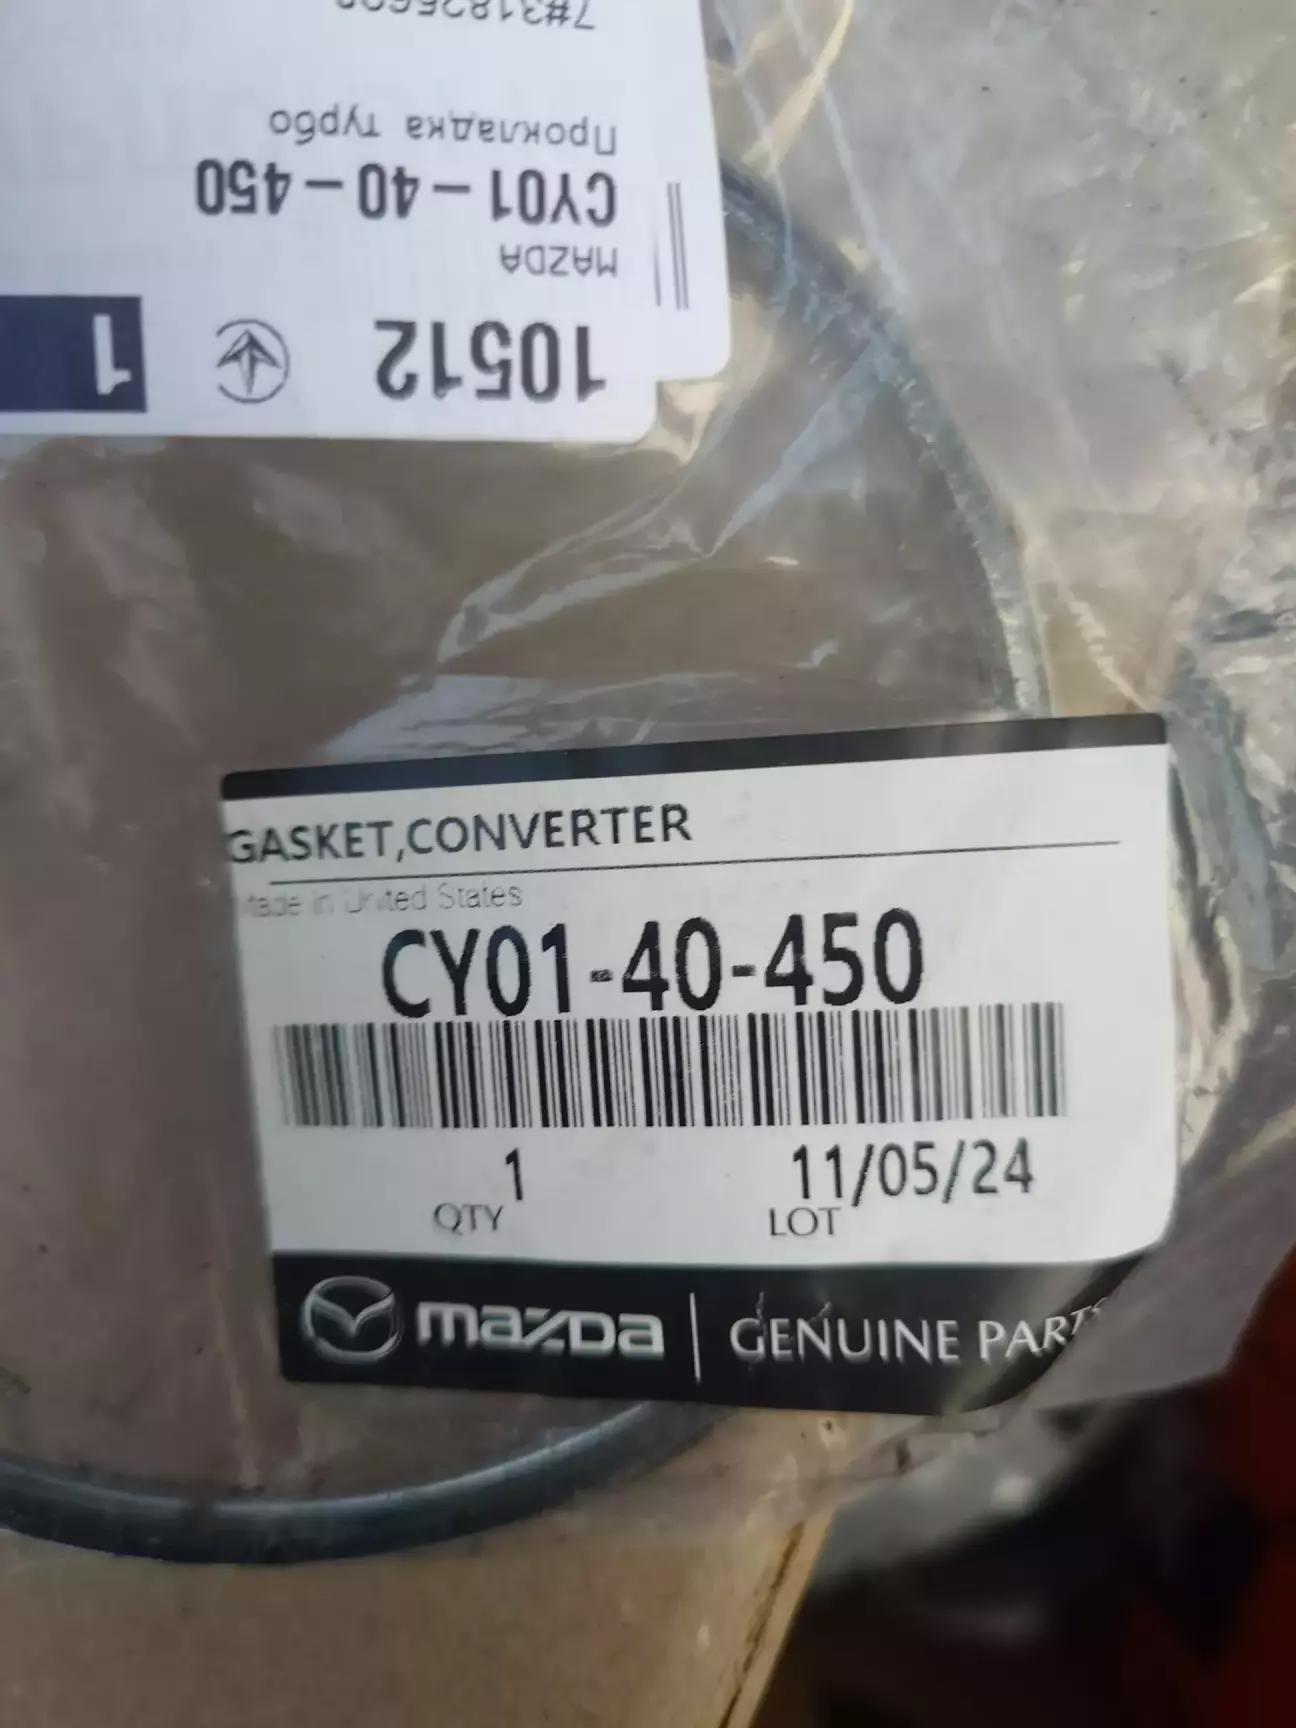 10512
1
MAZDA
CY01-40-450
Прокладка турбо
GASKET,CONVERTER
Made in United States
CY01-40-450
1
QTY
11/05/24
LOT
mazda
GENUINE PARTS